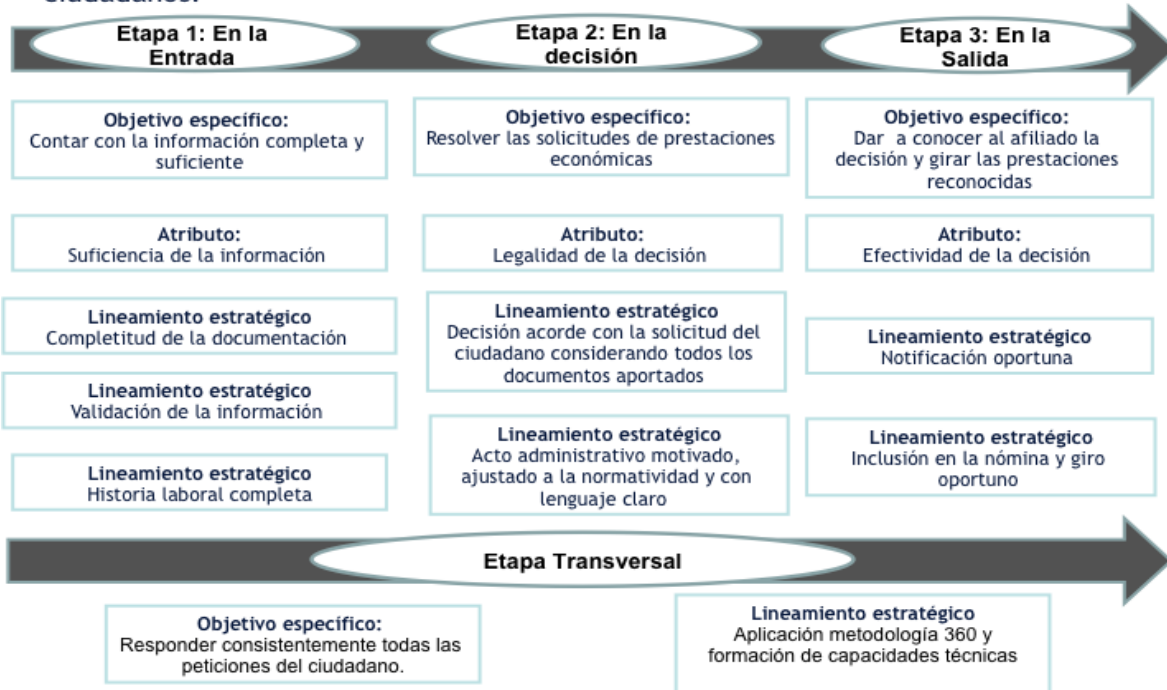 ciudadanos.
Etapa 1: En la
Entrada
Etapa 2: En la
decisión
Etapa 3: En la
Salida
Objetivo específico:
Contar con la información completa y
suficiente
Objetivo específico:
Resolver las solicitudes de prestaciones
económicas
Objetivo específico:
Dar a conocer al afiliado la
decisión y girar las prestaciones
reconocidas
Atributo:
Suficiencia de la información
Atributo:
Legalidad de la decisión
Atributo:
Efectividad de la decisión
Lineamiento estratégico
Completitud de la documentación
Lineamiento estratégico
Validación de la información
Lineamiento estratégico
Historia laboral completa
Lineamiento estratégico
Decisión acorde con la solicitud del
ciudadano considerando todos los
documentos aportados
Lineamiento estratégico
Acto administrativo motivado,
ajustado a la normatividad y con
lenguaje claro
Lineamiento estratégico
Notificación oportuna
Lineamiento estratégico
Inclusión en la nómina y giro
oportuno
Etapa Transversal
Objetivo específico:
Responder consistentemente todas las
peticiones del ciudadano.
Lineamiento estratégico
Aplicación metodología 360 y
formación de capacidades técnicas